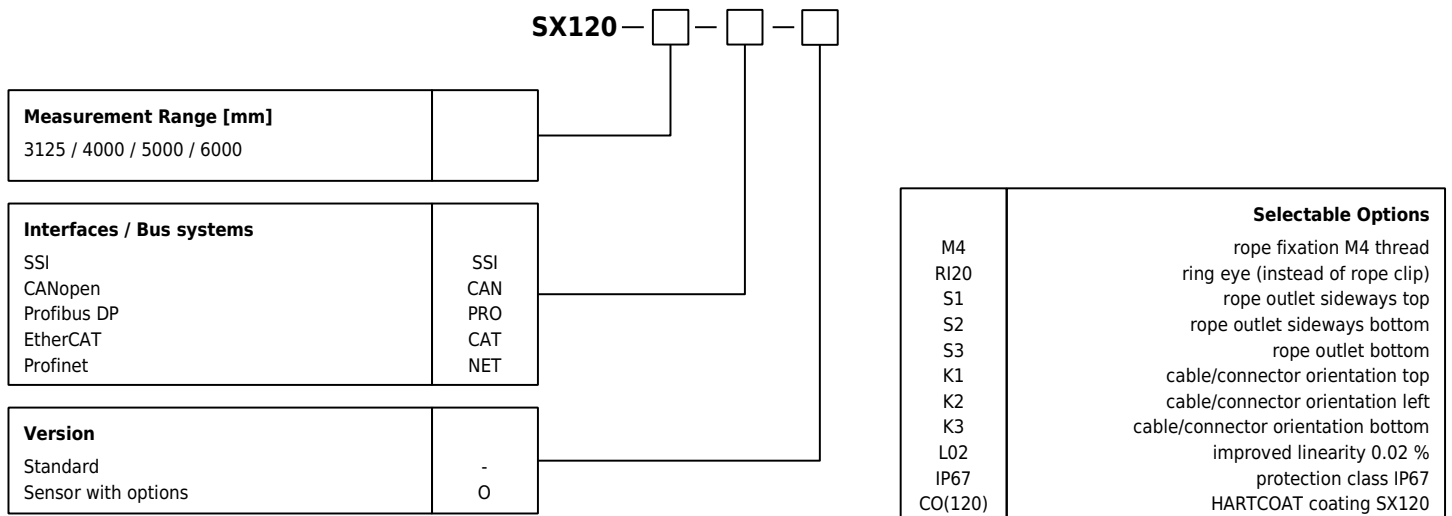 SX120
Measurement Range [mm]
3125 / 4000 / 5000 / 6000
Interfaces / Bus systems
SSI SSI
CANopen CAN
Profibus DP PRO
EtherCAT CAT
Profinet NET
Version
Standard -
Sensor with options O
Selectable Options
M4 rope fixation M4 thread
RI20 ring eye (instead of rope clip)
S1 rope outlet sideways top
S2 rope outlet sideways bottom
S3 rope outlet bottom
K1 cable/connector orientation top
K2 cable/connector orientation left
K3 cable/connector orientation bottom
L02 improved linearity 0.02 %
IP67 protection class IP67
CO(120) HARTCOAT coating SX120